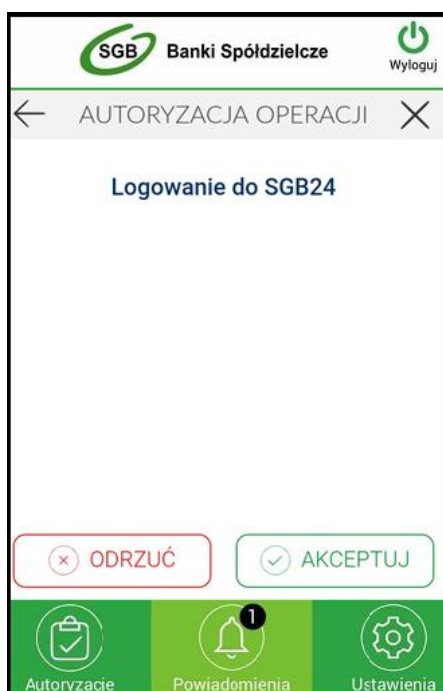 SGB Banki Spółdzielcze
Wyloguj
AUTORYZACJA OPERACJI
Logowanie do SGB24
ODRZUĆ
AKCEPTUJ
1
Autoryzacje
Powiadomienia
Ustawienia